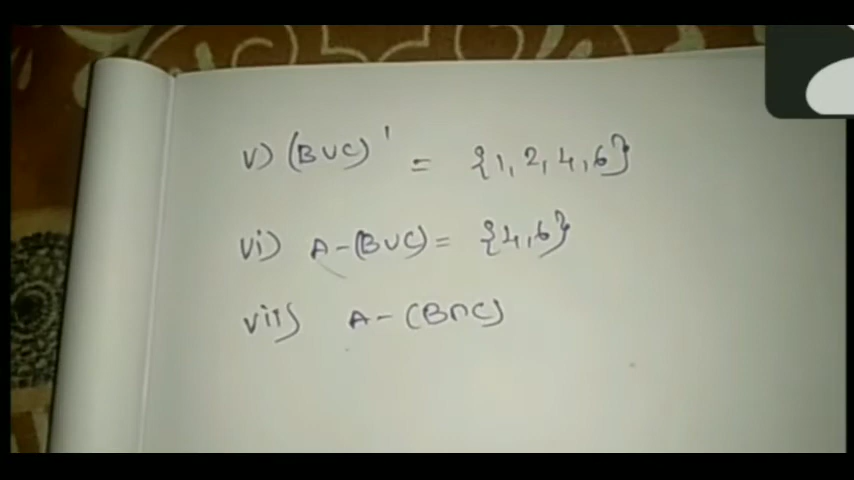 v) (B∪C)' = {1, 2, 4, 6}
vi) A-(B∪C) = {4,6}
vii) A-(B∩C)